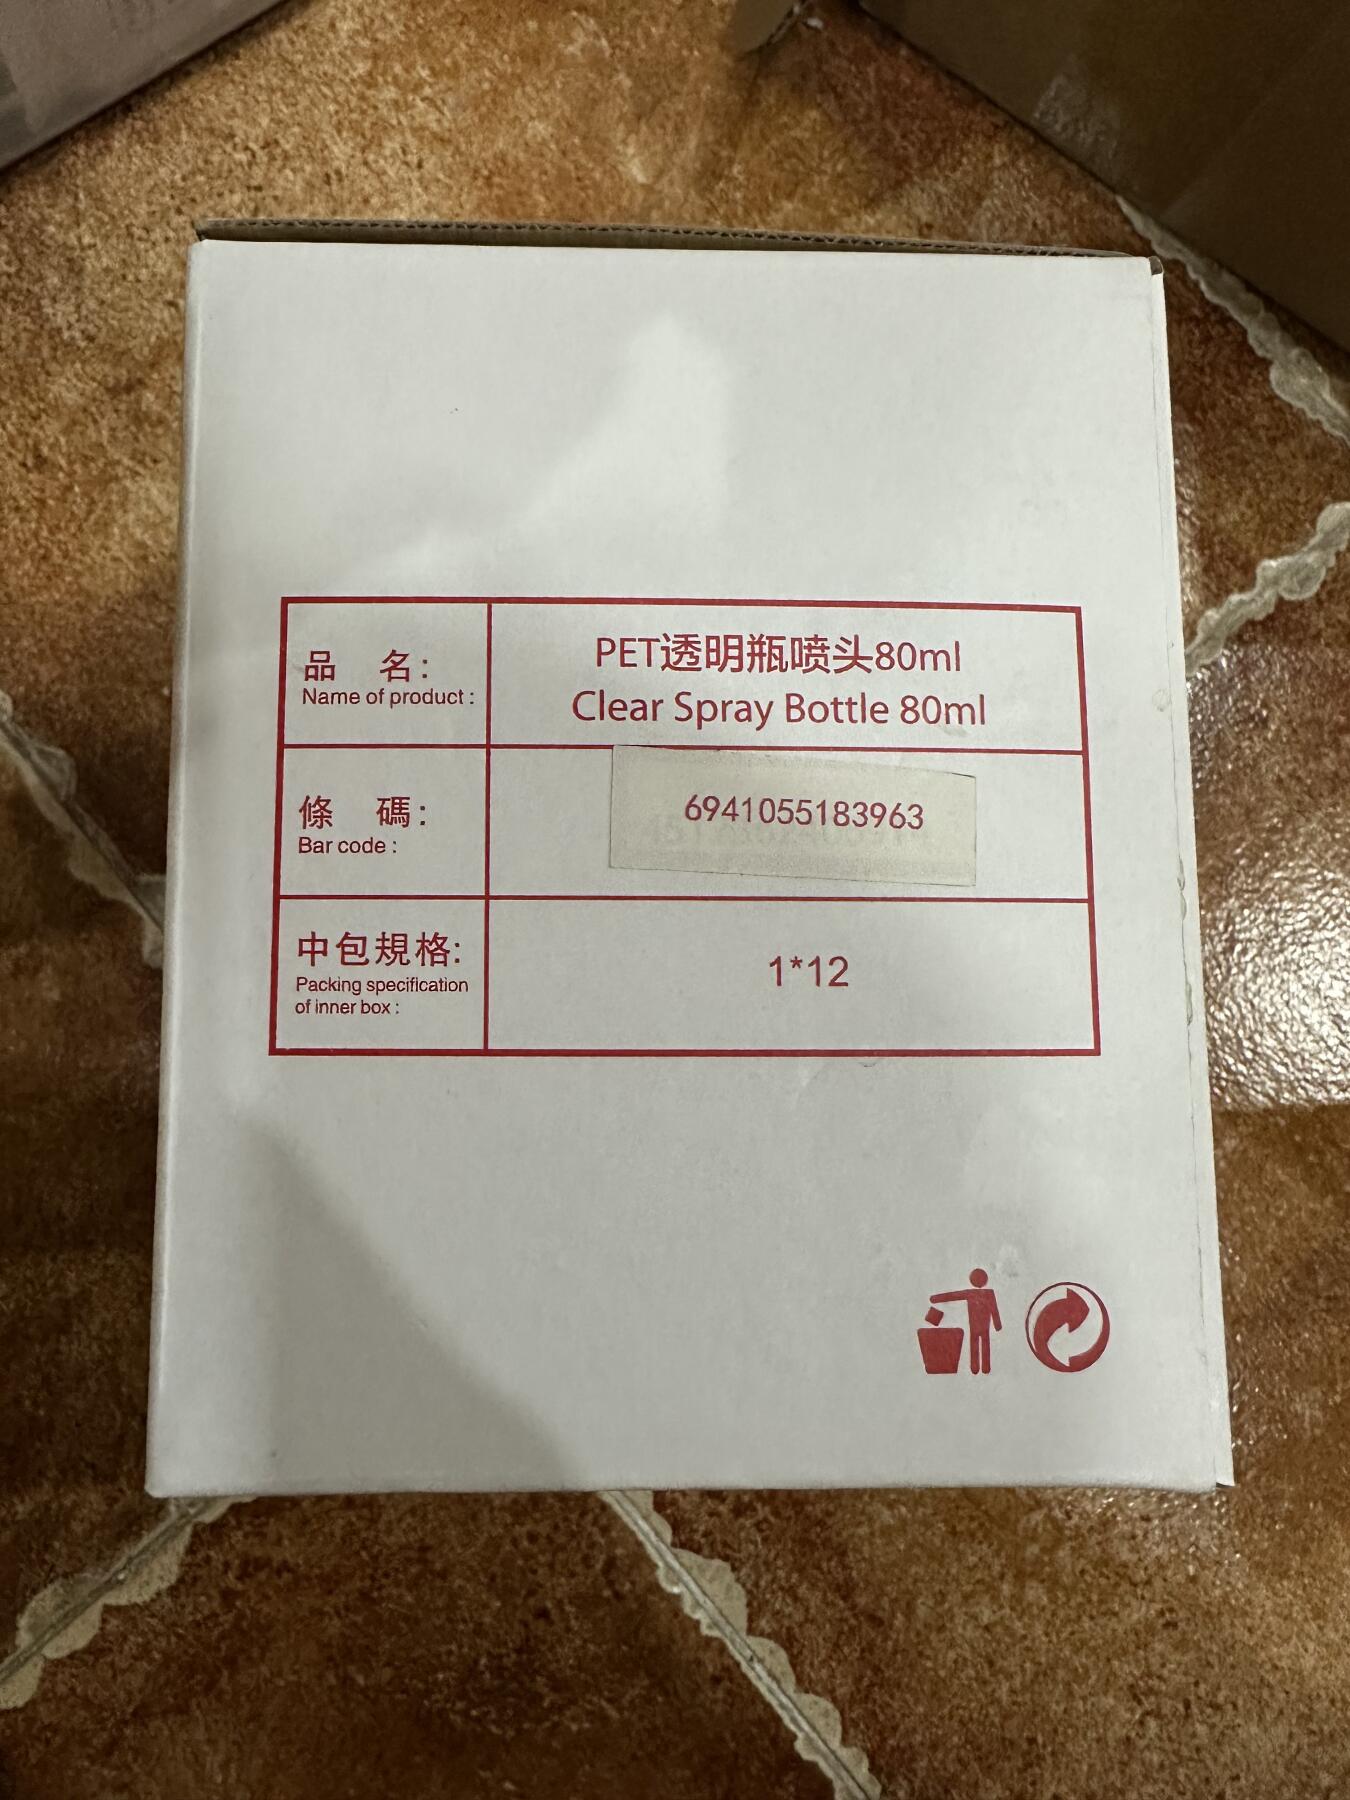 品 名:
Name of product :
PET透明瓶喷头80ml
Clear Spray Bottle 80ml
條 碼:
Bar code :
6941055183963
中包規格:
Packing specification
of inner box :
1*12